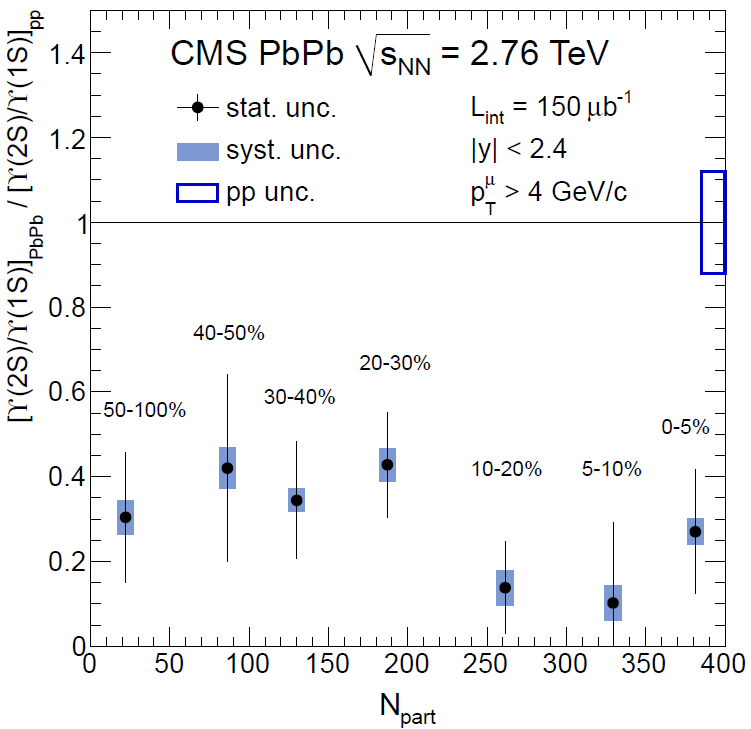 [ϒ(2S)/ϒ(1S)]PbPb / [ϒ(2S)/ϒ(1S)]pp
CMS PbPb √sNN = 2.76 TeV
stat. unc.
syst. unc.
pp unc.
Lint = 150 μb-1
|y| < 2.4
pTμ > 4 GeV/c
1.4
1.2
1
0.8
0.6
0.4
0.2
0
50-100%
40-50%
30-40%
20-30%
10-20%
5-10%
0-5%
0 50 100 150 200 250 300 350 400
Npart